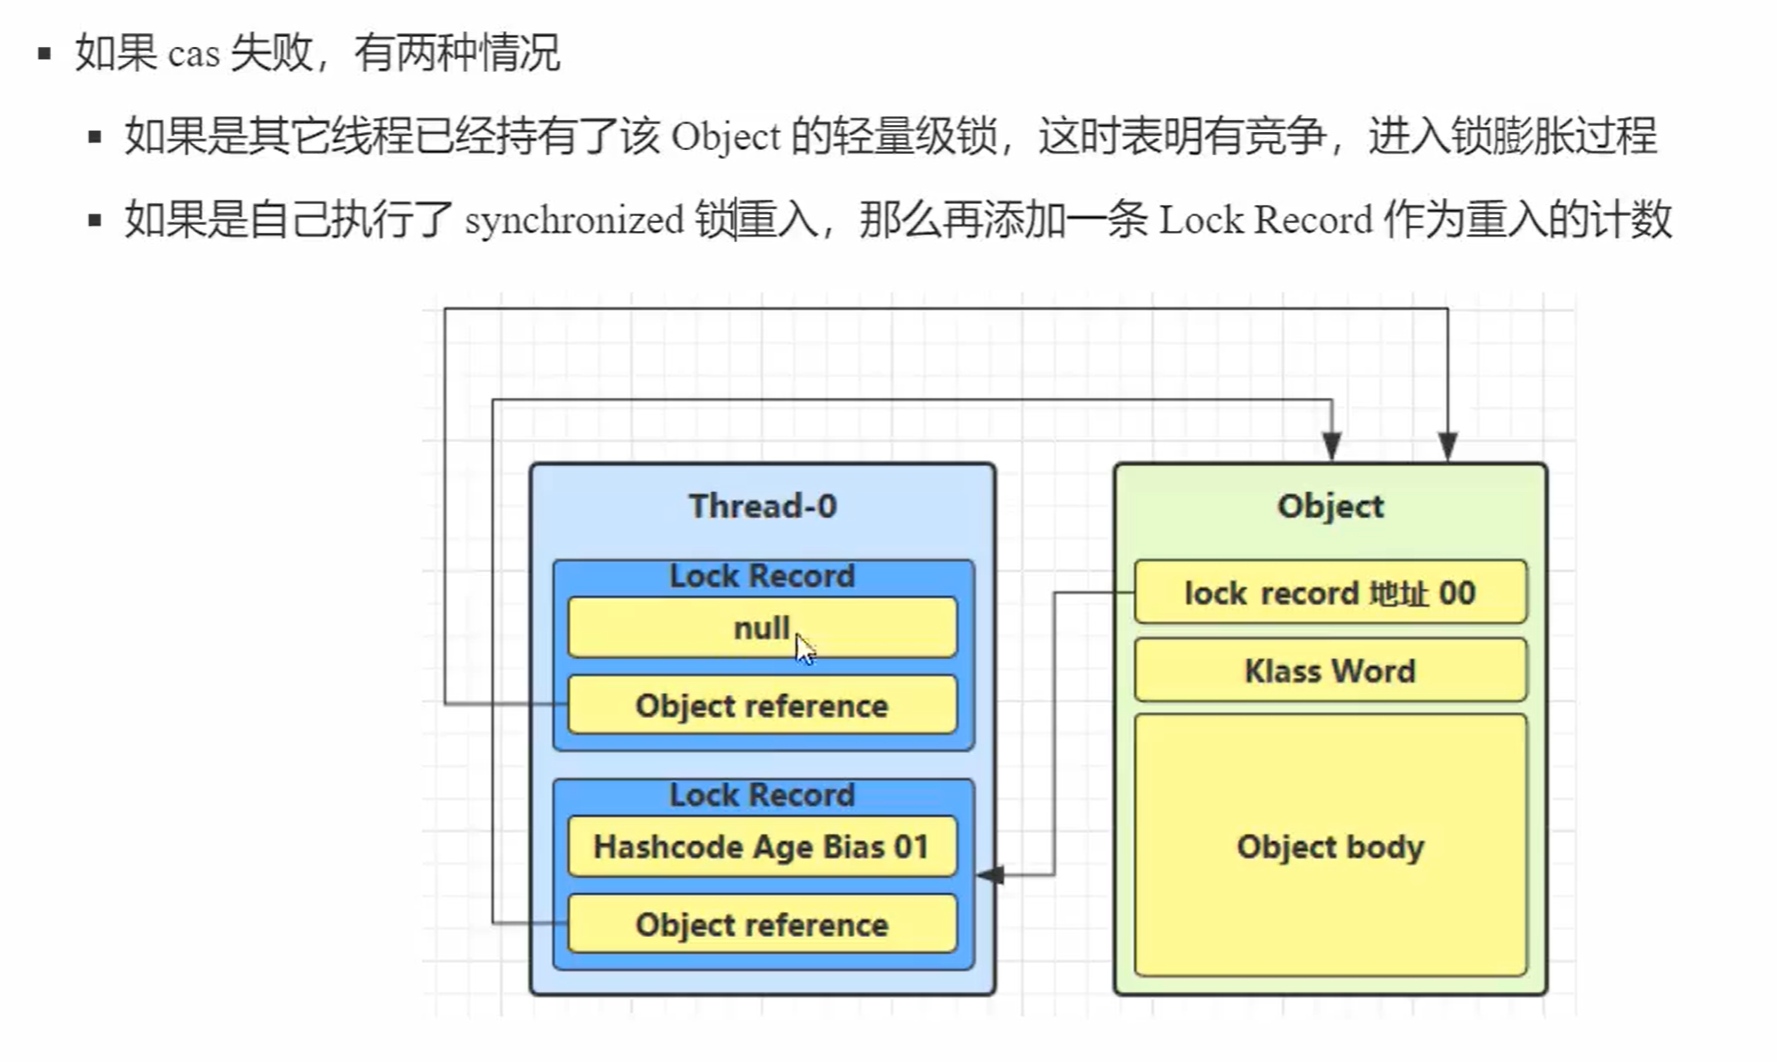 如果 cas 失败，有两种情况
如果是其它线程已经持有了该 Object 的轻量级锁，这时表明有竞争，进入锁膨胀过程
如果是自己执行了 synchronized 锁重入，那么再添加一条 Lock Record 作为重入的计数
Thread-0
Lock Record
null
Object reference
Lock Record
Hashcode Age Bias 01
Object reference
Object
lock record 地址 00
Klass Word
Object body